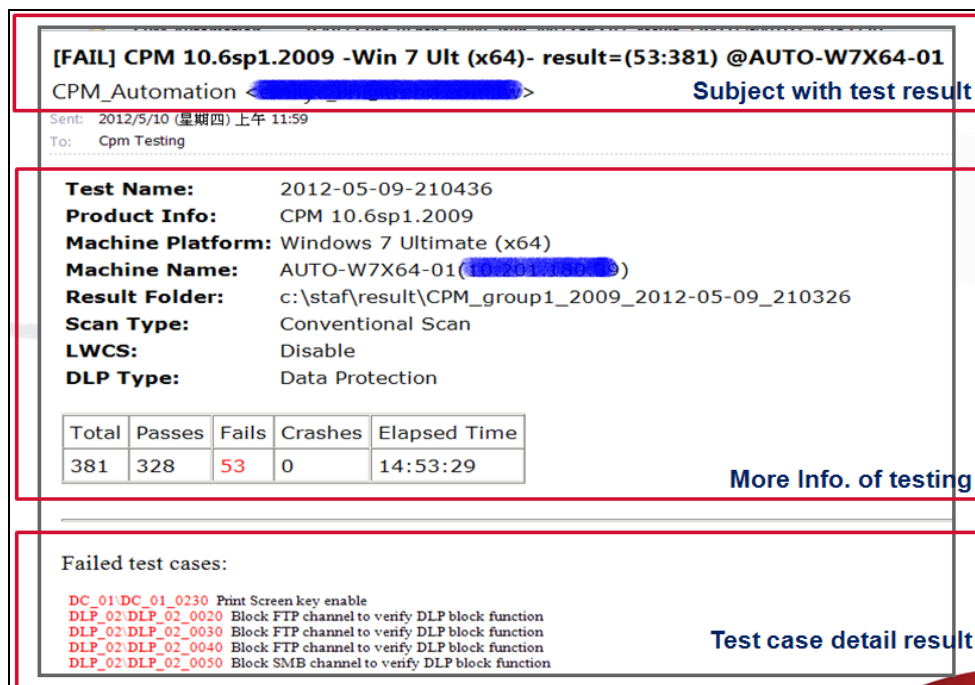 [FAIL] CPM 10.6sp1.2009 -Win 7 Ult (x64)- result=(53:381) @AUTO-W7X64-01
CPM_Automation < >
Subject with test result
Sent: 2012/5/10 (星期四) 上午 11:59
To: Cpm Testing
Test Name: 2012-05-09-210436
Product Info: CPM 10.6sp1.2009
Machine Platform: Windows 7 Ultimate (x64)
Machine Name: AUTO-W7X64-01( )
Result Folder: c:\staf\result\CPM_group1_2009_2012-05-09_210326
Scan Type: Conventional Scan
LWCS: Disable
DLP Type: Data Protection
Total Passes Fails Crashes Elapsed Time
381 328 53 0 14:53:29
More Info. of testing
Failed test cases:
DC_01\DC_01_0230 Print Screen key enable
DLP_02\DLP_02_0020 Block FTP channel to verify DLP block function
DLP_02\DLP_02_0030 Block FTP channel to verify DLP block function
DLP_02\DLP_02_0040 Block FTP channel to verify DLP block function
DLP_02\DLP_02_0050 Block SMB channel to verify DLP block function
Test case detail result